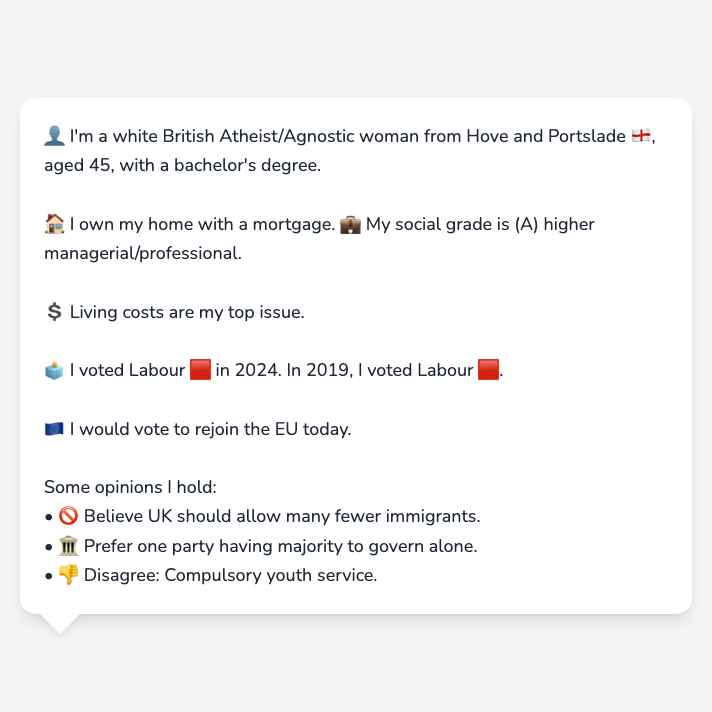 👤 I'm a white British Atheist/Agnostic woman from Hove and Portslade 🏴󠁧󠁢󠁥󠁮󠁧󠁿,
aged 45, with a bachelor's degree.
🏠 I own my home with a mortgage. 💼 My social grade is (A) higher
managerial/professional.
💲 Living costs are my top issue.
🗳️ I voted Labour 🟥 in 2024. In 2019, I voted Labour 🟥.
🇪🇺 I would vote to rejoin the EU today.
Some opinions I hold:
• 🚫 Believe UK should allow many fewer immigrants.
• 🏛️ Prefer one party having majority to govern alone.
• 👎 Disagree: Compulsory youth service.